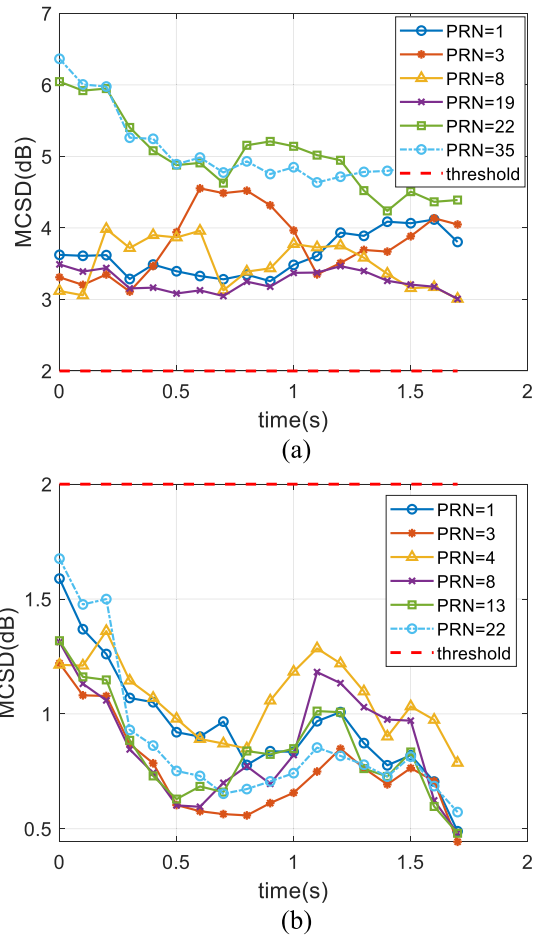 7
6
5
4
3
2
MCSD(dB)
PRN=1
PRN=3
PRN=8
PRN=19
PRN=22
PRN=35
threshold
0
0.5
1
1.5
2
time(s)
(a)
2
1.5
1
0.5
MCSD(dB)
PRN=1
PRN=3
PRN=4
PRN=8
PRN=13
PRN=22
threshold
0
0.5
1
1.5
2
time(s)
(b)